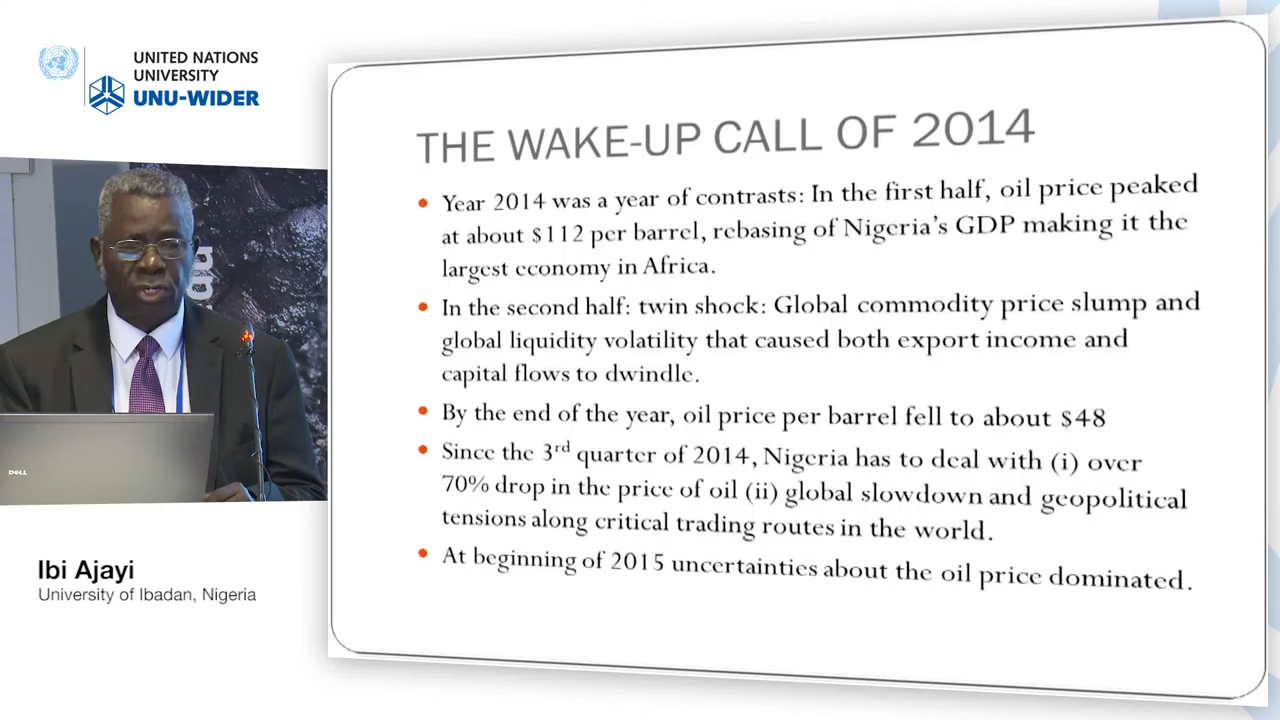 UNITED NATIONS
UNIVERSITY
UNU-WIDER
THE WAKE-UP CALL OF 2014
• Year 2014 was a year of contrasts: In the first half, oil price peaked
at about $112 per barrel, rebasing of Nigeria's GDP making it the
largest economy in Africa.
• In the second half: twin shock: Global commodity price slump and
global liquidity volatility that caused both export income and
capital flows to dwindle.
• By the end of the year, oil price per barrel fell to about $48
• Since the 3rd quarter of 2014, Nigeria has to deal with (i) over
70% drop in the price of oil (ii) global slowdown and geopolitical
tensions along critical trading routes in the world.
• At beginning of 2015 uncertainties about the oil price dominated.
DELL
Ibi Ajayi
University of Ibadan, Nigeria